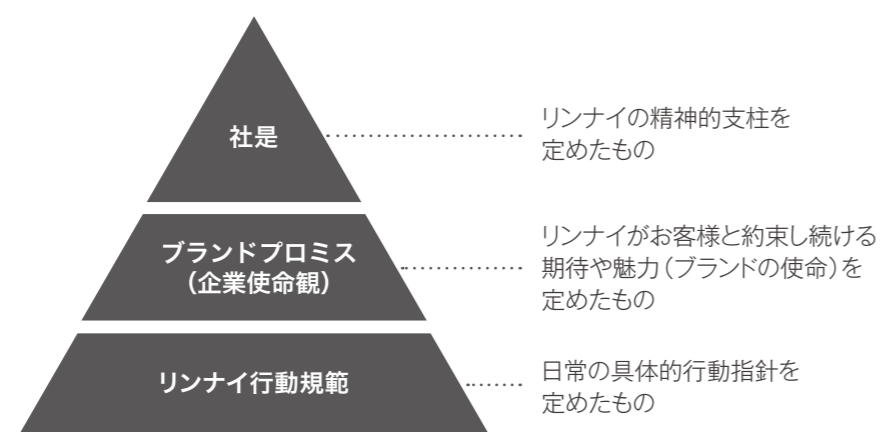 社是
リンナイの精神的支柱を
定めたもの
ブランドプロミス
（企業使命観）
リンナイがお客様と約束し続ける
期待や魅力（ブランドの使命）を
定めたもの
リンナイ行動規範
日常の具体的行動指針を
定めたもの